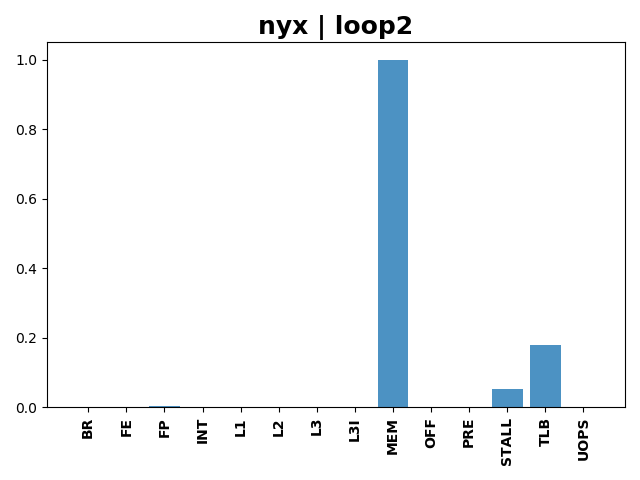 nyx | loop2
1.0
0.8
0.6
0.4
0.2
0.0
BR
FE
FP
INT
L1
L2
L3
L3I
MEM
OFF
PRE
STALL
TLB
UOPS